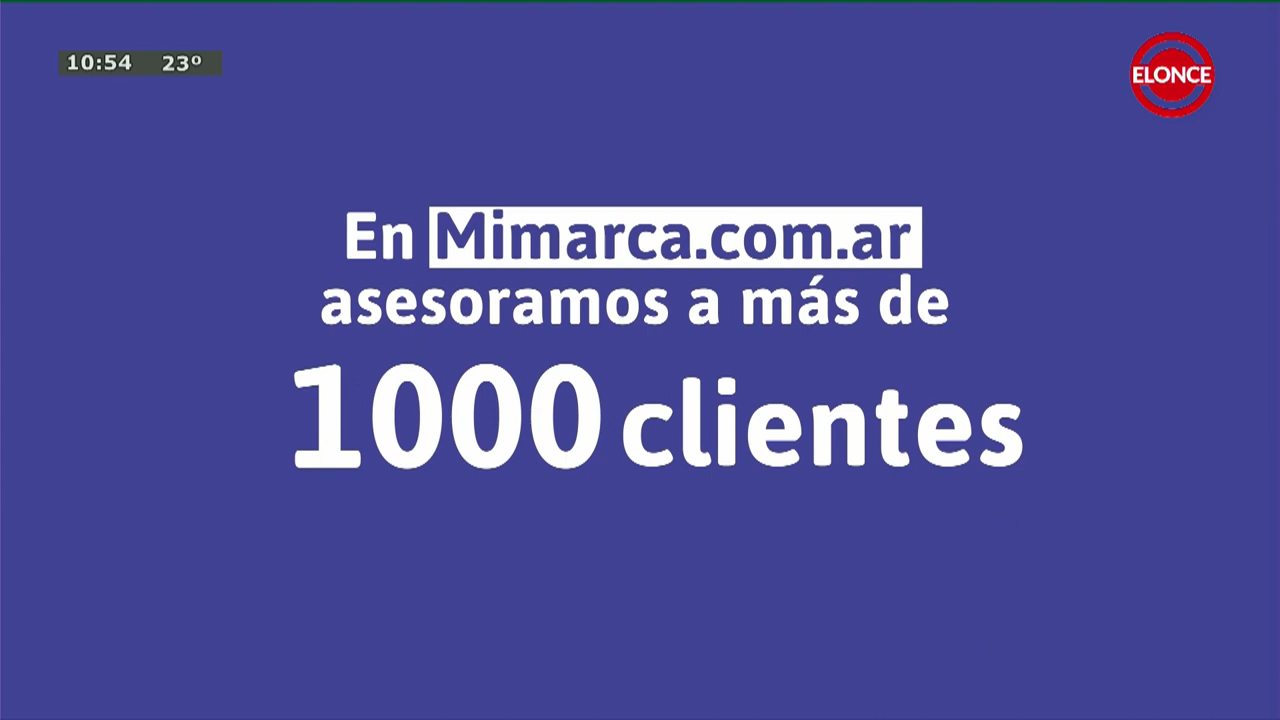 10:54 23º
ELONCE
En Mimarca.com.ar
asesoramos a más de
1000 clientes